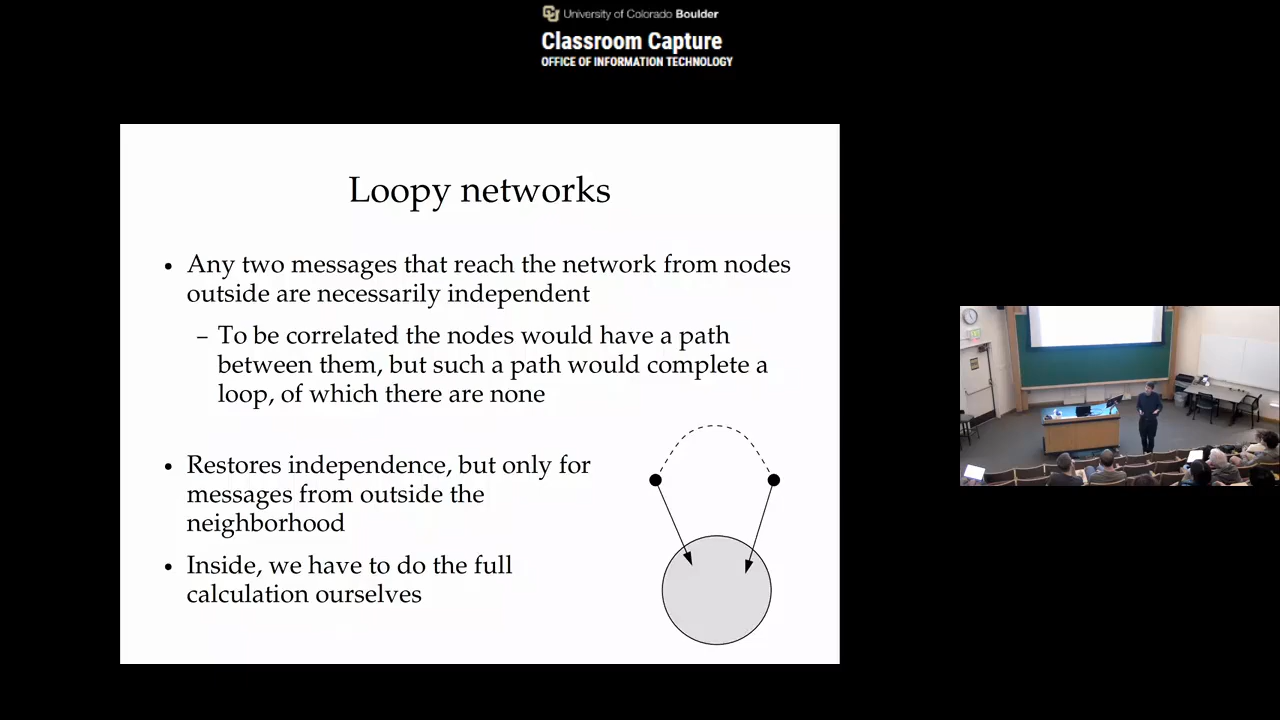 University of Colorado Boulder
Classroom Capture
OFFICE OF INFORMATION TECHNOLOGY
Loopy networks
• Any two messages that reach the network from nodes
outside are necessarily independent
– To be correlated the nodes would have a path
between them, but such a path would complete a
loop, of which there are none
• Restores independence, but only for
messages from outside the
neighborhood
• Inside, we have to do the full
calculation ourselves